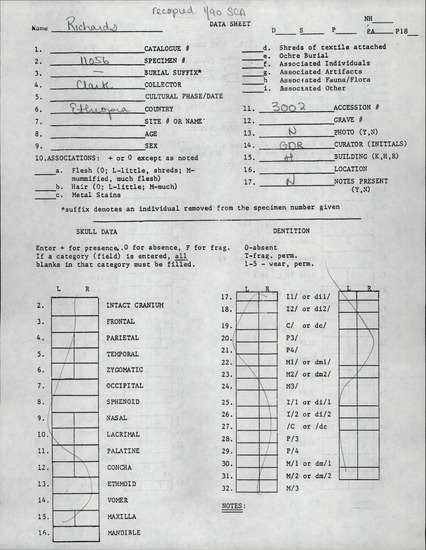 recopied 1/90 SCA
Name Richards DATA SHEET NH
D S P PA P18
1. CATALOGUE # d. Shreds of textile attached
2. 11056 SPECIMEN # e. Ochre Burial
3. — BURIAL SUFFIX* f. Associated Individuals
4. Clark COLLECTOR g. Associated Artifacts
5. CULTURAL PHASE/DATE h. Associated Fauna/Flora
6. Ethiopia COUNTRY i. Associated Other
7. SITE # OR NAME 11. 3002 ACCESSION #
8. AGE 12. GRAVE #
9. SEX 13. N PHOTO (Y,N)
10. ASSOCIATIONS: + or 0 except as noted 14. GDR CURATOR (INITIALS)
a. Flesh (0; L-little, shreds; M-mummified, much flesh) 15. H BUILDING (K,H,R)
b. Hair (0; L-little; M-much) 16. LOCATION
c. Metal Stains 17. N NOTES PRESENT (Y,N)
*suffix denotes an individual removed from the specimen number given
SKULL DATA DENTITION
Enter + for presence, 0 for absence, F for frag. 0-absent
If a category (field) is entered, all T-frag. perm.
blanks in that category must be filled. 1-5 - wear, perm.
L R L R
2. INTACT CRANIUM 17. I1/ or di1/
3. FRONTAL 18. I2/ or di2/
4. PARIETAL 19. C/ or dc/
5. TEMPORAL 20. P3/
6. ZYGOMATIC 21. P4/
7. OCCIPITAL 22. M1/ or dm1/
8. SPHENOID 23. M2/ or dm2/
9. NASAL 24. M3/
10. LACRIMAL 25. I/1 or di/1
11. PALATINE 26. I/2 or di/2
12. CONCHA 27. /C or /dc
13. ETHMOID 28. P/3
14. VOMER 29. P/4
15. MAXILLA 30. M/1 or dm/1
16. MANDIBLE 31. M/2 or dm/2
32. M/3
NOTES: